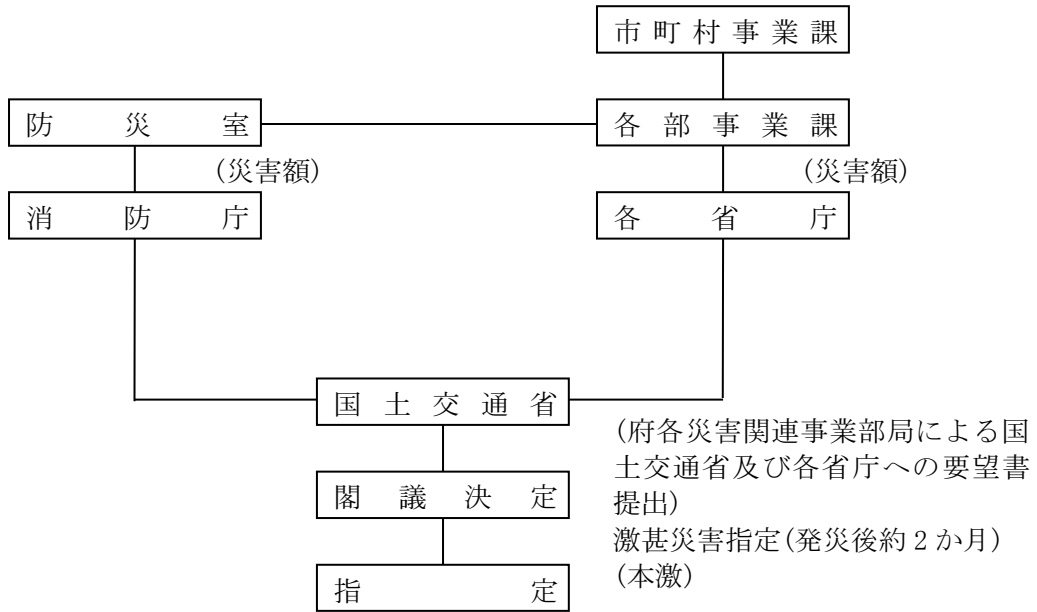 市町村事業課
防災室
各部事業課
(災害額)
(災害額)
消防庁
各省庁
国土交通省
(府各災害関連事業部局による国
土交通省及び各省庁への要望書
提出)
閣議決定
激甚災害指定(発災後約2か月)
(本激)
指定